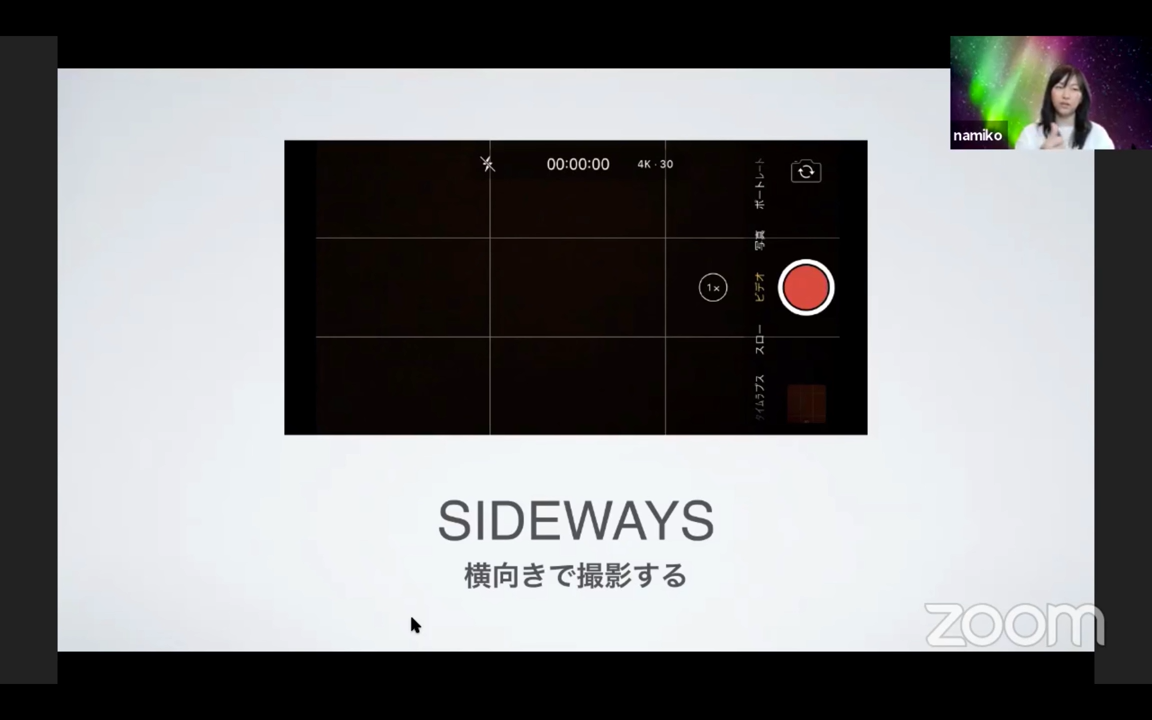 namiko
00:00:00
4K · 30
ポートレート
写真
1×
ビデオ
スロー
タイムラプス
SIDEWAYS
横向きで撮影する
zoom